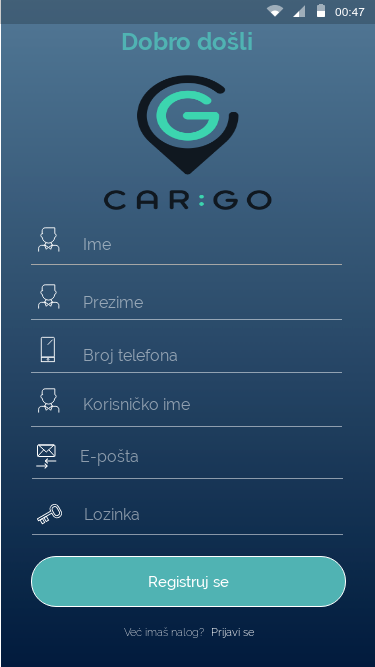 00:47
Dobro došli
CAR:GO
Ime
Prezime
Broj telefona
Korisničko ime
E-pošta
Lozinka
Registruj se
Već imaš nalog? Prijavi se